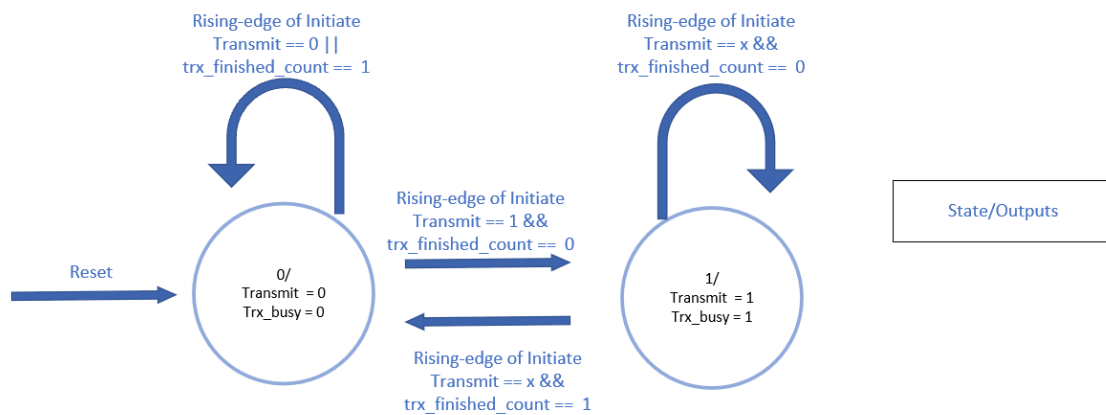 Rising-edge of Initiate
Transmit == 0 ||
trx_finished_count == 1
Rising-edge of Initiate
Transmit == x &&
trx_finished_count == 0
Rising-edge of Initiate
Transmit == 1 &&
trx_finished_count == 0
State/Outputs
Reset
0/
Transmit = 0
Trx_busy = 0
1/
Transmit = 1
Trx_busy = 1
Rising-edge of Initiate
Transmit == x &&
trx_finished_count == 1